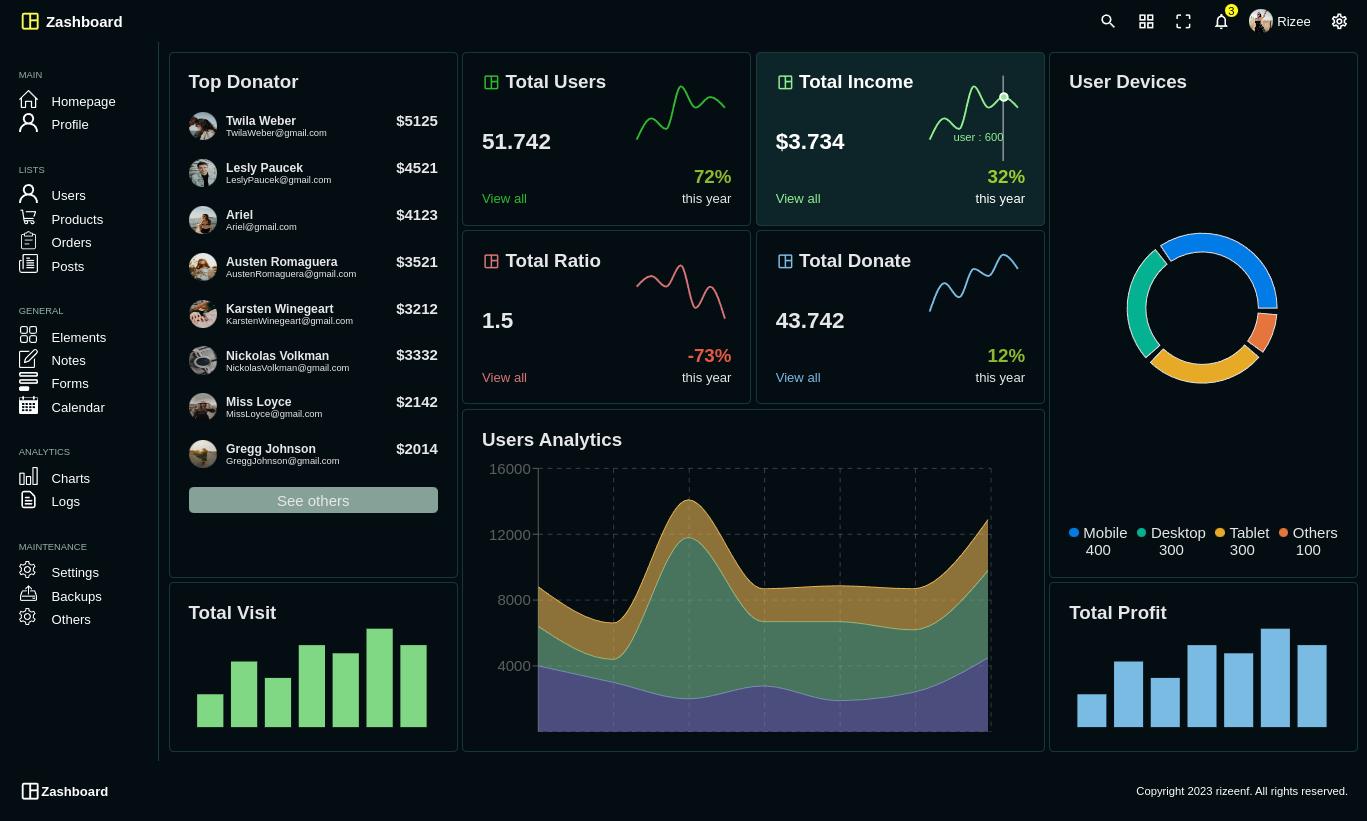 Zashboard
3
Rizee
MAIN
Homepage
Profile
LISTS
Users
Products
Orders
Posts
GENERAL
Elements
Notes
Forms
Calendar
ANALYTICS
Charts
Logs
MAINTENANCE
Settings
Backups
Others
Top Donator
Twila Weber
TwilaWeber@gmail.com
$5125
Lesly Paucek
LeslyPaucek@gmail.com
$4521
Ariel
Ariel@gmail.com
$4123
Austen Romaguera
AustenRomaguera@gmail.com
$3521
Karsten Winegeart
KarstenWinegeart@gmail.com
$3212
Nickolas Volkman
NickolasVolkman@gmail.com
$3332
Miss Loyce
MissLoyce@gmail.com
$2142
Gregg Johnson
GreggJohnson@gmail.com
$2014
See others
Total Users
51.742
View all
72%
this year
Total Income
$3.734
user : 600
View all
32%
this year
Total Ratio
1.5
View all
-73%
this year
Total Donate
43.742
View all
12%
this year
User Devices
Mobile
400
Desktop
300
Tablet
300
Others
100
Total Visit
Users Analytics
16000
12000
8000
4000
Total Profit
Zashboard
Copyright 2023 rizeenf. All rights reserved.